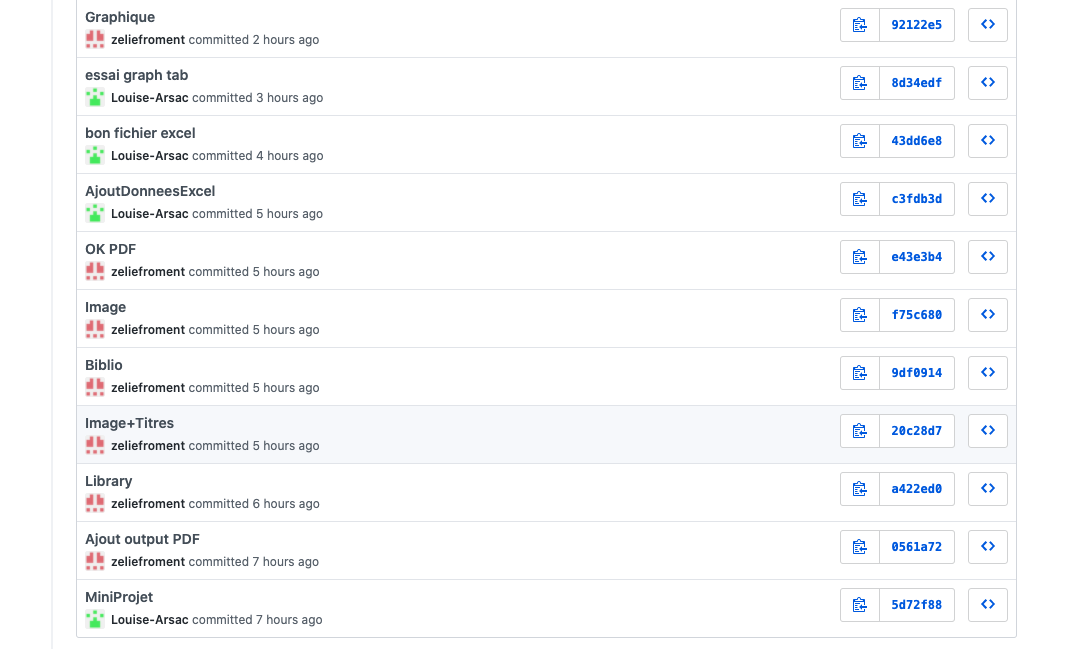 Graphique
zeliefroment committed 2 hours ago
92122e5
essai graph tab
Louise-Arsac committed 3 hours ago
8d34edf
bon fichier excel
Louise-Arsac committed 4 hours ago
43dd6e8
AjoutDonneesExcel
Louise-Arsac committed 5 hours ago
c3fdb3d
OK PDF
zeliefroment committed 5 hours ago
e43e3b4
Image
zeliefroment committed 5 hours ago
f75c680
Biblio
zeliefroment committed 5 hours ago
9df0914
Image+Titres
zeliefroment committed 5 hours ago
20c28d7
Library
zeliefroment committed 6 hours ago
a422ed0
Ajout output PDF
zeliefroment committed 7 hours ago
0561a72
MiniProjet
Louise-Arsac committed 7 hours ago
5d72f88